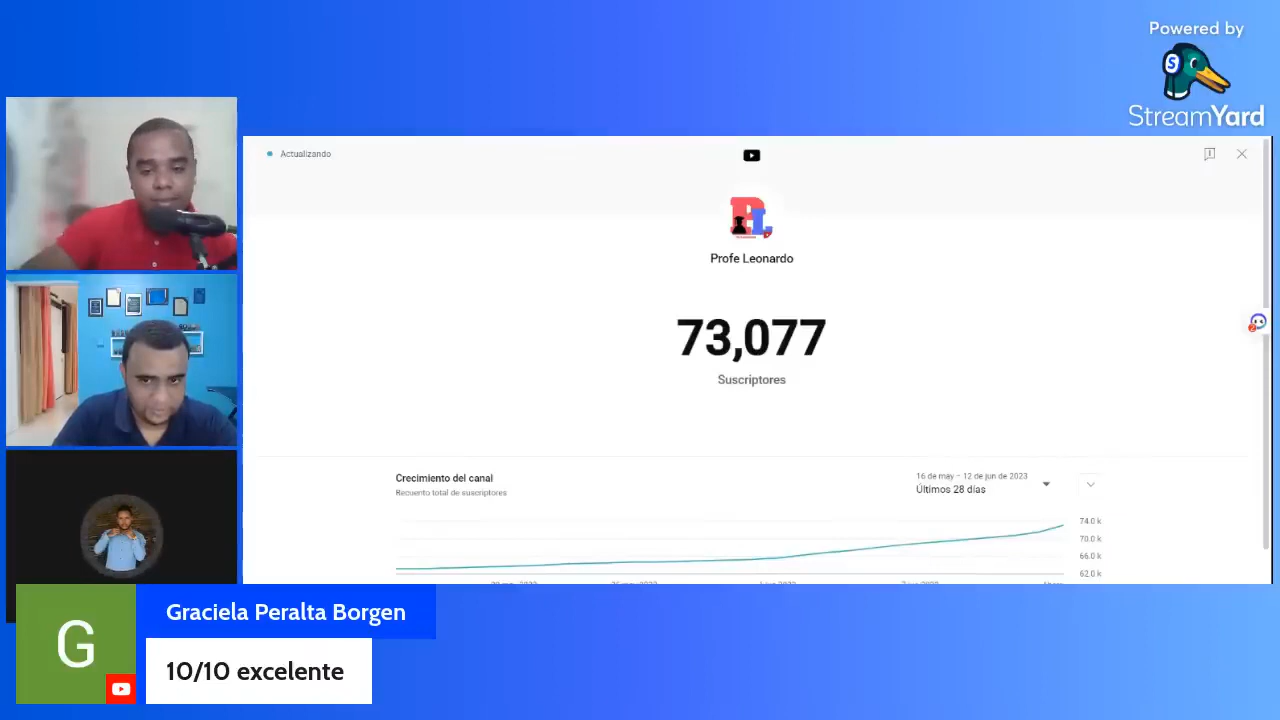 Powered by
StreamYard
Actualizando
Profe Leonardo
73,077
Suscriptores
Crecimiento del canal
Recuento total de suscriptores
16 de may – 12 de jun de 2023
Últimos 28 días
74.0 k
70.0 k
66.0 k
62.0 k
G
Graciela Peralta Borgen
10/10 excelente